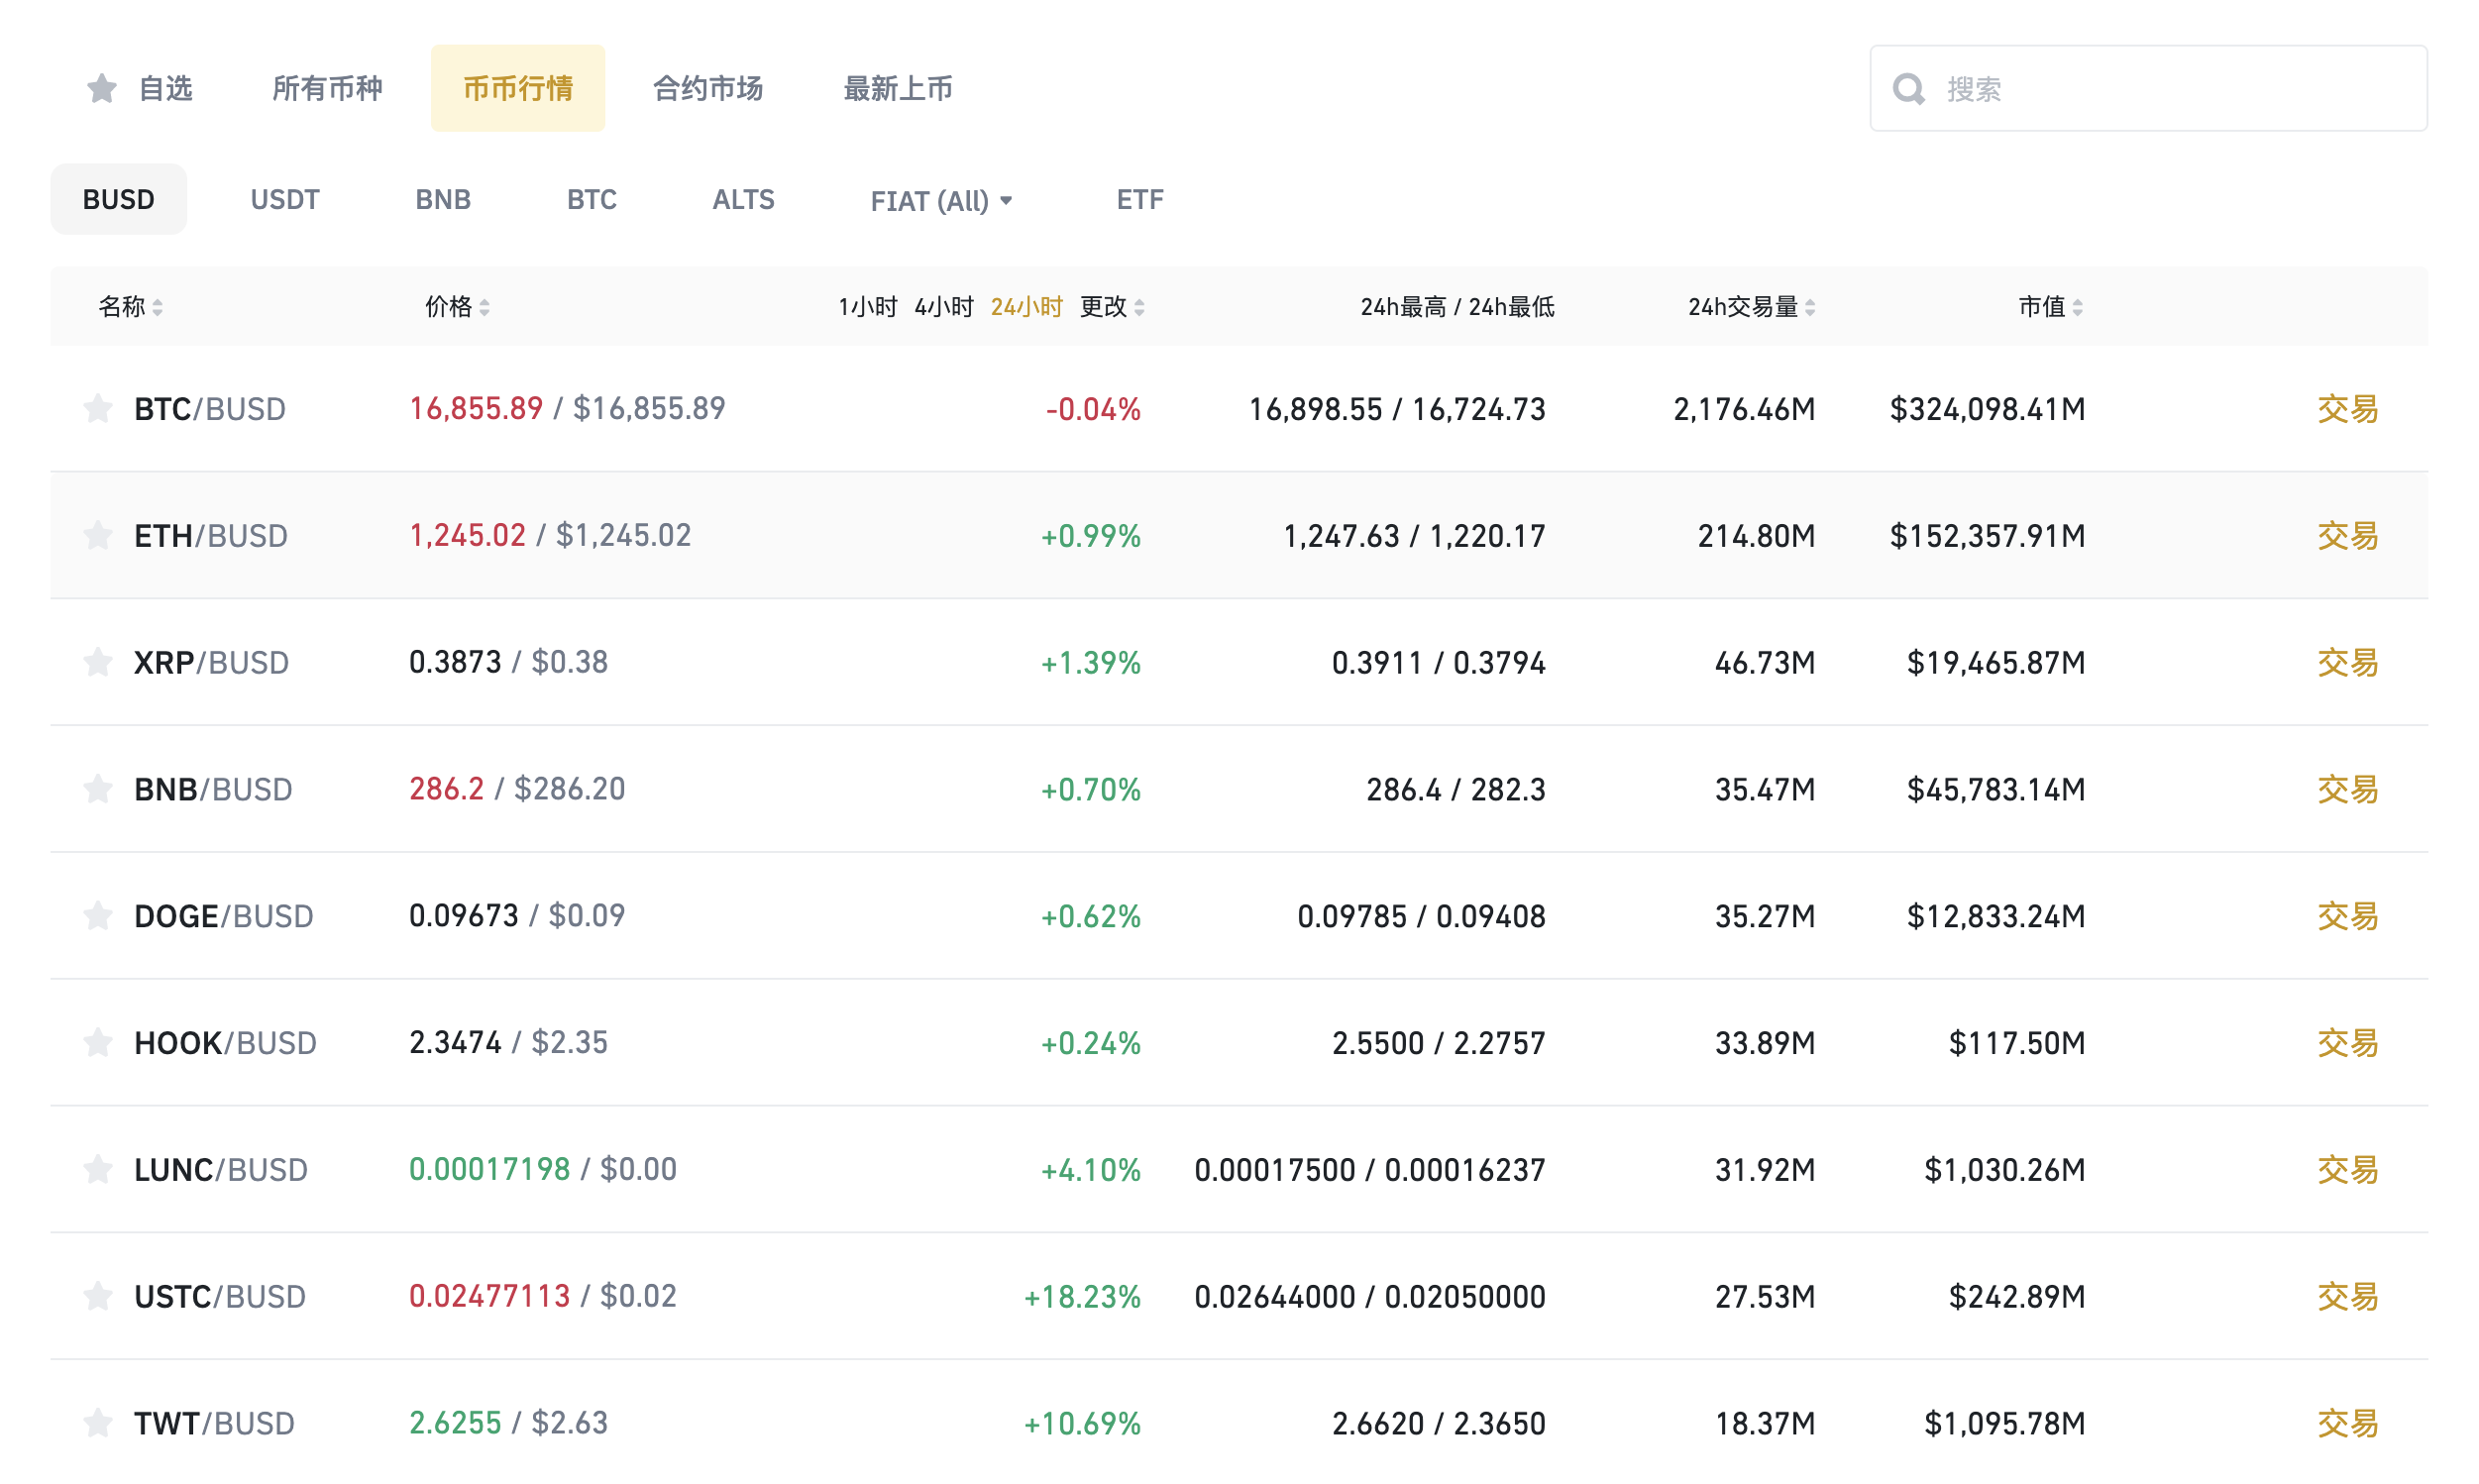 自选 所有币种 币币行情 合约市场 最新上币 搜索
BUSD USDT BNB BTC ALTS FIAT (All) ETF
名称 价格 1小时 4小时 24小时 更改 24h最高 / 24h最低 24h交易量 市值
BTC/BUSD 16,855.89 / $16,855.89 -0.04% 16,898.55 / 16,724.73 2,176.46M $324,098.41M 交易
ETH/BUSD 1,245.02 / $1,245.02 +0.99% 1,247.63 / 1,220.17 214.80M $152,357.91M 交易
XRP/BUSD 0.3873 / $0.38 +1.39% 0.3911 / 0.3794 46.73M $19,465.87M 交易
BNB/BUSD 286.2 / $286.20 +0.70% 286.4 / 282.3 35.47M $45,783.14M 交易
DOGE/BUSD 0.09673 / $0.09 +0.62% 0.09785 / 0.09408 35.27M $12,833.24M 交易
HOOK/BUSD 2.3474 / $2.35 +0.24% 2.5500 / 2.2757 33.89M $117.50M 交易
LUNC/BUSD 0.00017198 / $0.00 +4.10% 0.00017500 / 0.00016237 31.92M $1,030.26M 交易
USTC/BUSD 0.02477113 / $0.02 +18.23% 0.02644000 / 0.02050000 27.53M $242.89M 交易
TWT/BUSD 2.6255 / $2.63 +10.69% 2.6620 / 2.3650 18.37M $1,095.78M 交易